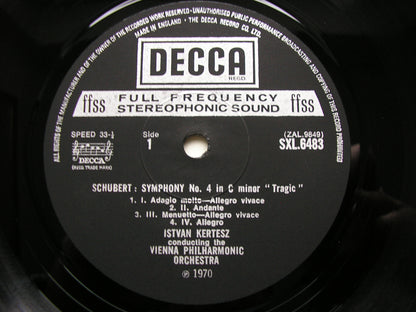 ALL RIGHTS OF THE MANUFACTURER AND OF THE OWNER OF THE RECORDED WORK RESERVED · UNAUTHORISED PUBLIC PERFORMANCE BROADCASTING AND COPYING OF THIS RECORD PROHIBITED
MADE IN ENGLAND · THE DECCA RECORD CO. LTD.
DECCA
REGD
ffss FULL FREQUENCY ffss
STEREOPHONIC SOUND
SPEED 33-⅓
Side
1
(ZAL.9849)
SXL.6483
DECCA
(REGD. TRADE MARK)
SCHUBERT : SYMPHONY No. 4 in C minor "Tragic"
1. I. Adagio molto—Allegro vivace
2. II. Andante
3. III. Menuetto—Allegro vivace
4. IV. Allegro
ISTVAN KERTESZ
conducting the
VIENNA PHILHARMONIC
ORCHESTRA
℗ 1970